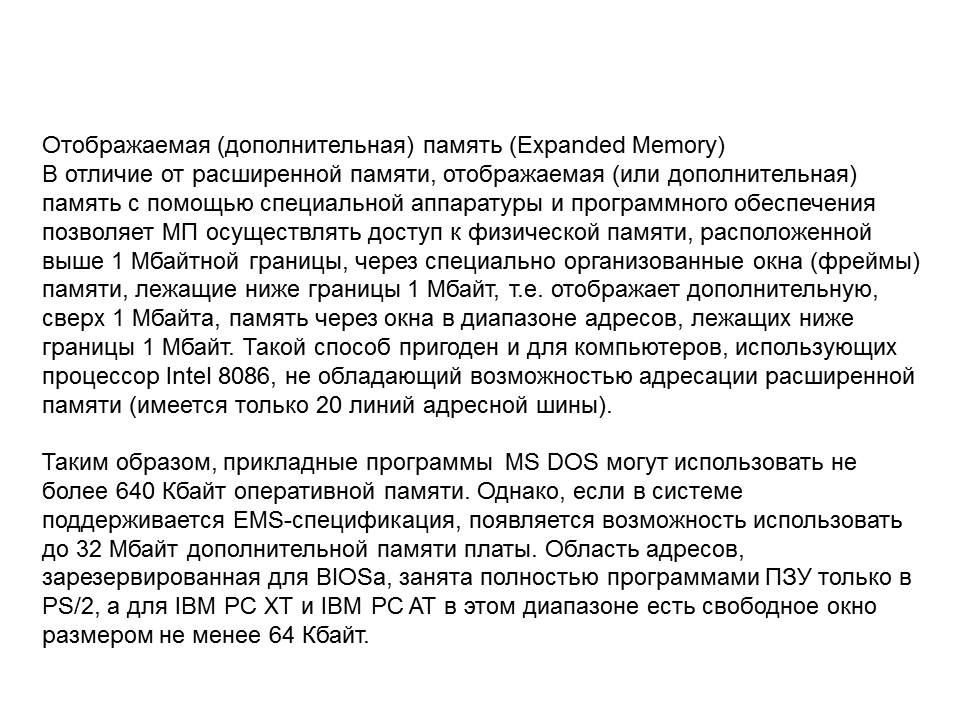 Отображаемая (дополнительная) память (Expanded Memory)
В отличие от расширенной памяти, отображаемая (или дополнительная)
память с помощью специальной аппаратуры и программного обеспечения
позволяет МП осуществлять доступ к физической памяти, расположенной
выше 1 Мбайтной границы, через специально организованные окна (фреймы)
памяти, лежащие ниже границы 1 Мбайт, т.е. отображает дополнительную,
сверх 1 Мбайта, память через окна в диапазоне адресов, лежащих ниже
границы 1 Мбайт. Такой способ пригоден и для компьютеров, использующих
процессор Intel 8086, не обладающий возможностью адресации расширенной
памяти (имеется только 20 линий адресной шины).
Таким образом, прикладные программы MS DOS могут использовать не
более 640 Кбайт оперативной памяти. Однако, если в системе
поддерживается EMS-спецификация, появляется возможность использовать
до 32 Мбайт дополнительной памяти платы. Область адресов,
зарезервированная для BIOSa, занята полностью программами ПЗУ только в
PS/2, а для IBM PC XT и IBM PC AT в этом диапазоне есть свободное окно
размером не менее 64 Кбайт.